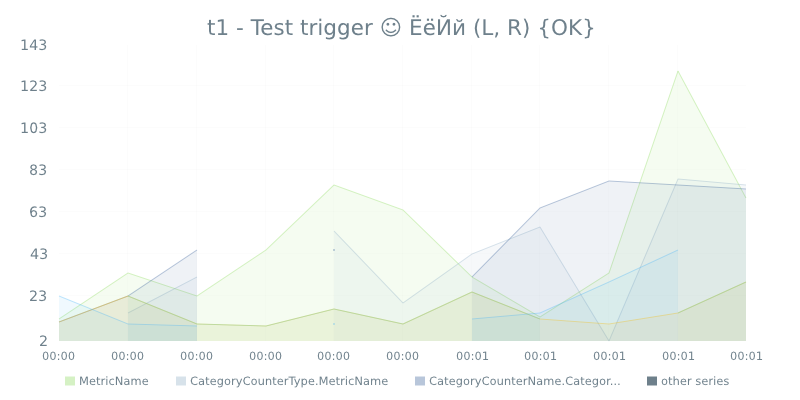 t1 - Test trigger ☺ ЁёЙй (L, R) {OK}
143
123
103
83
63
43
23
2
00:00 00:00 00:00 00:00 00:00 00:00 00:01 00:01 00:01 00:01 00:01
MetricName CategoryCounterType.MetricName CategoryCounterName.Categor... other series